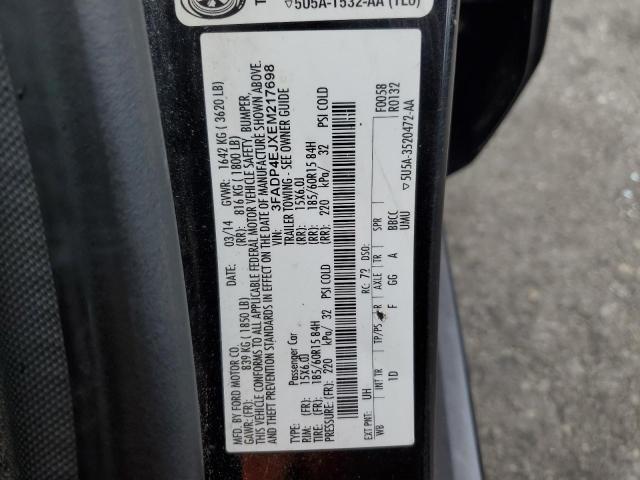 ▽5U5A-1532-AA (TEO)
MFD. BY FORD MOTOR CO.
DATE: 03/14 GVWR: 1642 KG ( 3620 LB)
GAWR: (FR): 839 KG ( 1850 LB) (RR): 816 KG ( 1800 LB)
THIS VEHICLE CONFORMS TO ALL APPLICABLE FEDERAL MOTOR VEHICLE SAFETY, BUMPER,
AND THEFT PREVENTION STANDARDS IN EFFECT ON THE DATE OF MANUFACTURE SHOWN ABOVE.
VIN: 3FADP4EJXEM217698
TYPE: Passenger Car TRAILER TOWING - SEE OWNER GUIDE
RIM: (FR): 15X6.0J (RR): 15X6.0J
TIRE: (FR): 185/60R15 84H (RR): 185/60R15 84H
PRESSURE: (FR): 220 kPa/ 32 PSI COLD (RR): 220 kPa/ 32 PSI COLD
EXT PNT: UH RC: 72 DSO: F0058
R0132
WB INT TR TP/PS R AXLE TR SPR
1D F GG A BBCC
UMU ▽5U5A-3520472-AA